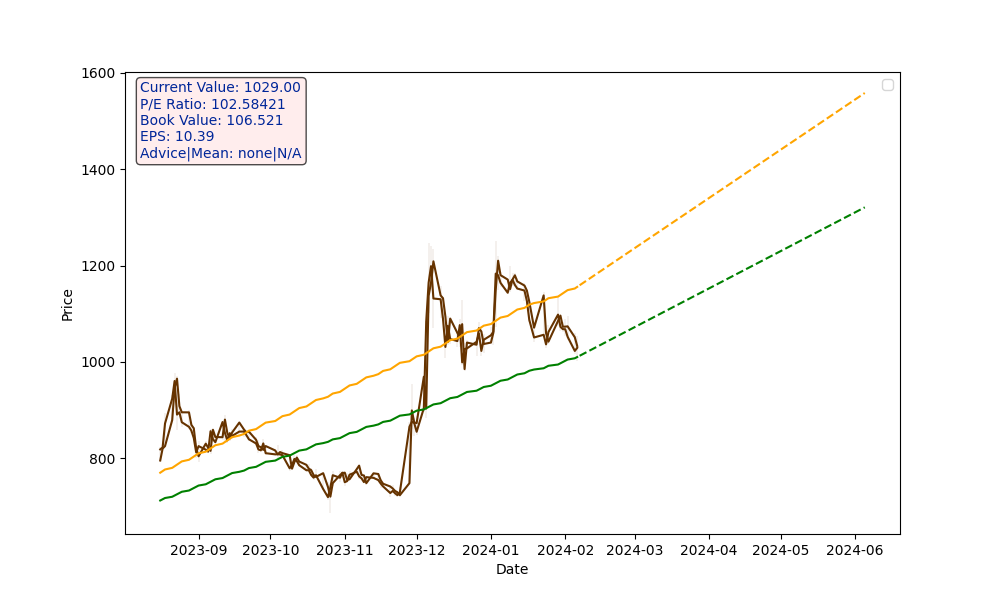 1600
Current Value: 1029.00
P/E Ratio: 102.58421
Book Value: 106.521
EPS: 10.39
Advice|Mean: none|N/A
1400
1200
1000
800
Price
2023-09 2023-10 2023-11 2023-12 2024-01 2024-02 2024-03 2024-04 2024-05 2024-06
Date